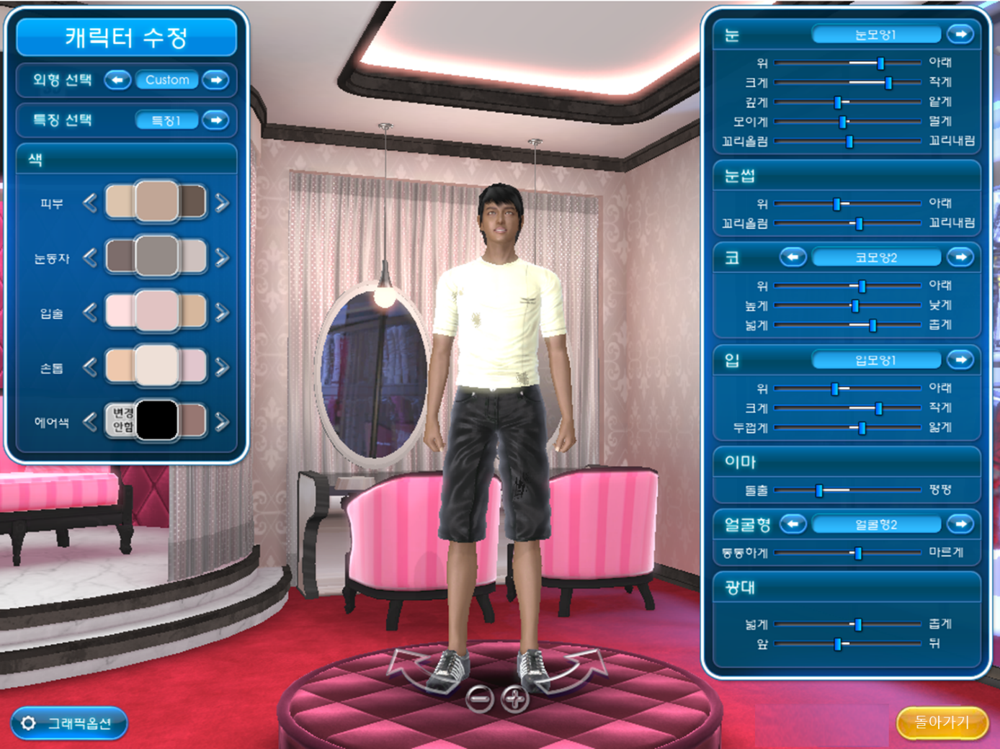 캐릭터 수정
외형 선택 Custom
특징 선택 특징1
색
피부
눈동자
입술
손톱
헤어색 변경
안함
그래픽옵션
눈 눈모양1
위 아래
크게 작게
깊게 얕게
모이게 멀게
꼬리올림 꼬리내림
눈썹
위 아래
꼬리올림 꼬리내림
코 코모양2
위 아래
높게 낮게
넓게 좁게
입 입모양1
위 아래
크게 작게
두껍게 얇게
이마
돌출 평평
얼굴형 얼굴형2
통통하게 마르게
광대
넓게 좁게
앞 뒤
돌아가기